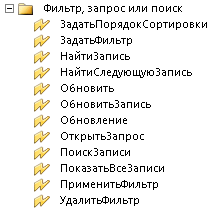 Фильтр, запрос или поиск
ЗадатьПорядокСортировки
ЗадатьФильтр
НайтиЗапись
НайтиСледующуюЗапись
Обновить
ОбновитьЗапись
Обновление
ОткрытьЗапрос
ПоискЗаписи
ПоказатьВсеЗаписи
ПрименитьФильтр
УдалитьФильтр